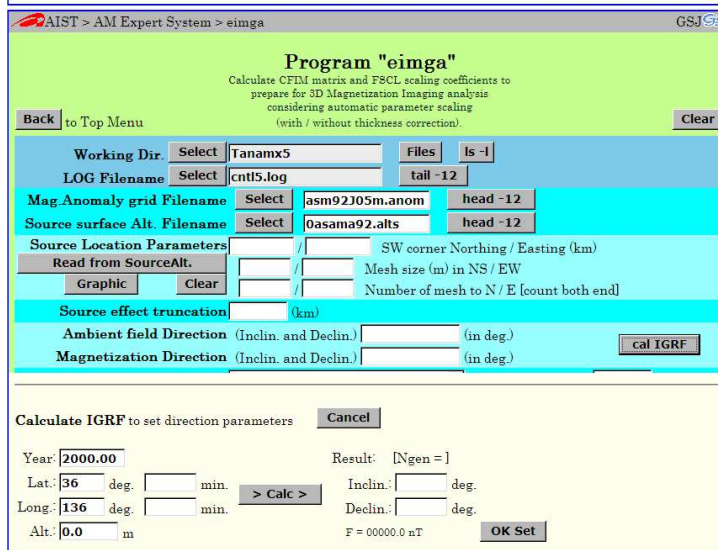 AIST > AM Expert System > eimga GSJ
Program "eimga"
Calculate CFIM matrix and FSCL scaling coefficients to
prepare for 3D Magnetization Imaging analysis
considering automatic parameter scaling
Back to Top Menu (with / without thickness correction). Clear
Working Dir. Select Tanamx5 Files ls -l
LOG Filename Select cntl5.log tail -12
Mag.Anomaly grid Filename Select asm92J05m.anom head -12
Source surface Alt. Filename Select 0asama92.alts head -12
Source Location Parameters / SW corner Northing / Easting (km)
Read from SourceAlt. / Mesh size (m) in NS / EW
Graphic Clear / Number of mesh to N / E [count both end]
Source effect truncation (km)
Ambient field Direction (Inclin. and Declin.) (in deg.)
Magnetization Direction (Inclin. and Declin.) (in deg.) cal IGRF
Calculate IGRF to set direction parameters Cancel
Year: 2000.00 Result: [Ngen = ]
Lat.: 36 deg. min. Inclin.: deg.
> Calc >
Long.: 136 deg. min. Declin.: deg.
Alt.: 0.0 m F = 00000.0 nT OK Set